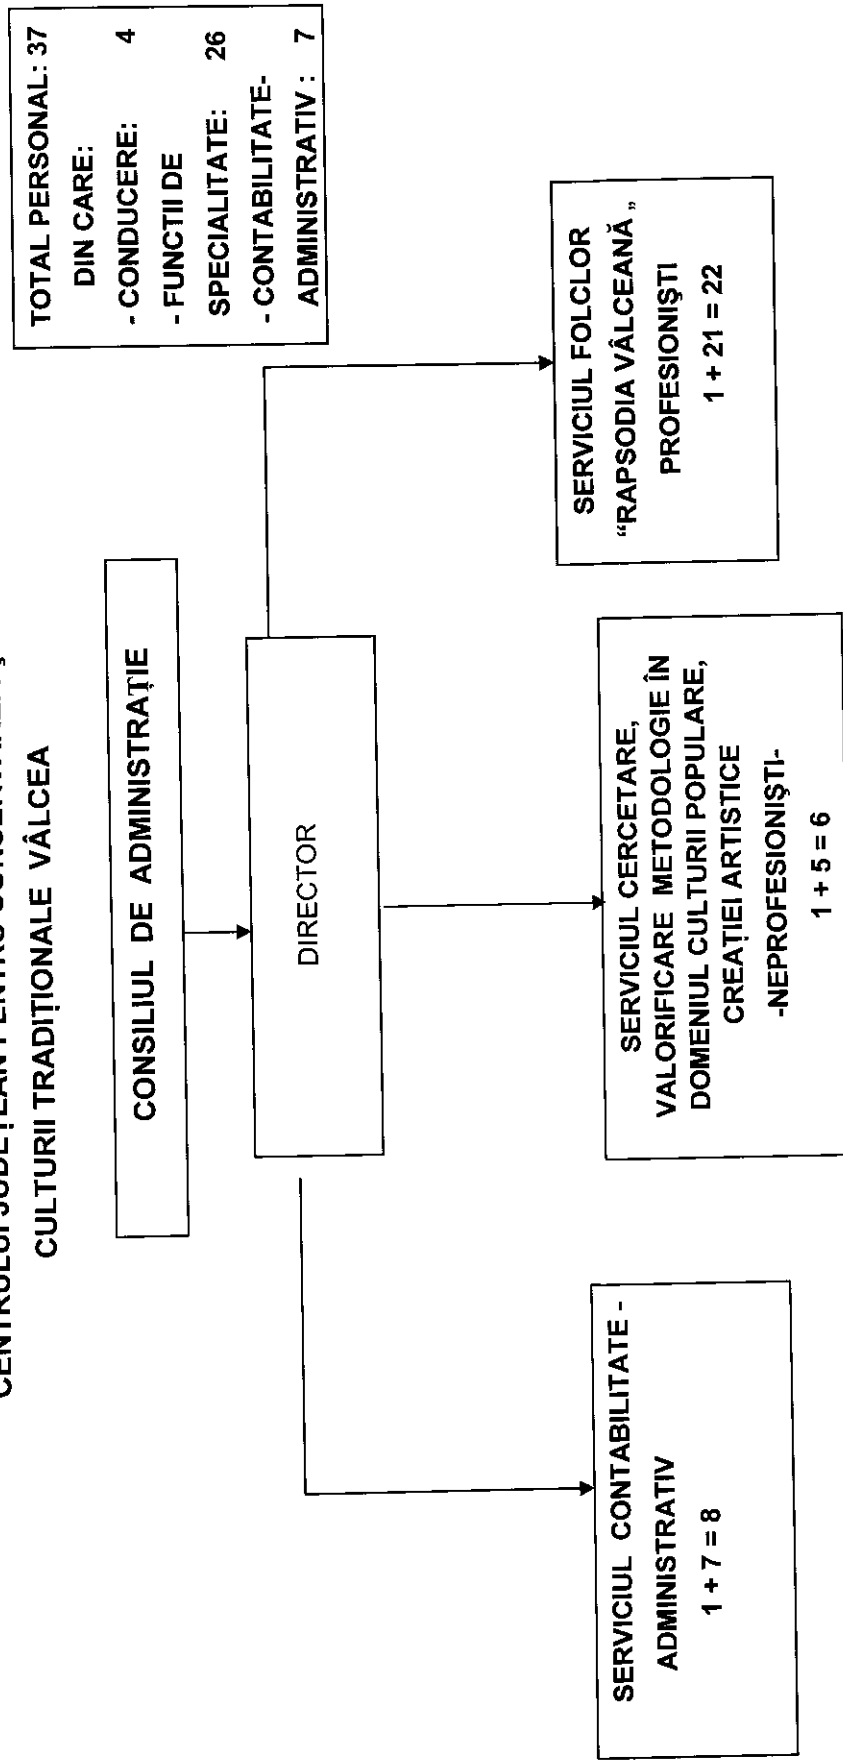 CULTURII TRADIȚIONALE VÂLCEA
TOTAL PERSONAL: 37
DIN CARE:
- CONDUCERE: 4
- FUNCTII DE
SPECIALITATE: 26
- CONTABILITATE-
ADMINISTRATIV : 7
CONSILIUL DE ADMINISTRAȚIE
DIRECTOR
SERVICIUL CONTABILITATE -
ADMINISTRATIV
1 + 7 = 8
SERVICIUL CERCETARE,
VALORIFICARE METODOLOGIE ÎN
DOMENIUL CULTURII POPULARE,
CREAȚIEI ARTISTICE
-NEPROFESIONIȘTI-
1 + 5 = 6
SERVICIUL FOLCLOR
“RAPSODIA VÂLCEANĂ „
PROFESIONIȘTI
1 + 21 = 22